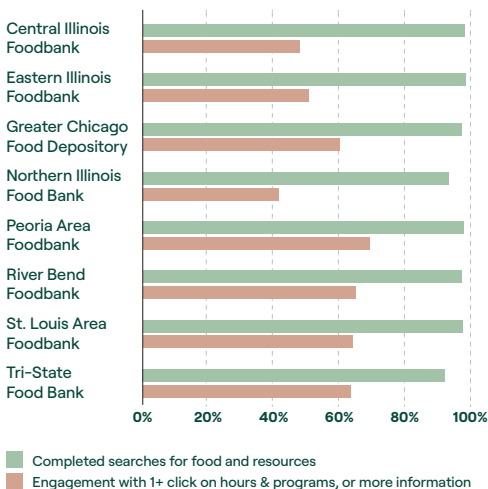 Central Illinois
Foodbank
Eastern Illinois
Foodbank
Greater Chicago
Food Depository
Northern Illinois
Food Bank
Peoria Area
Foodbank
River Bend
Foodbank
St. Louis Area
Foodbank
Tri-State
Food Bank
0% 20% 40% 60% 80% 100%
Completed searches for food and resources
Engagement with 1+ click on hours & programs, or more information